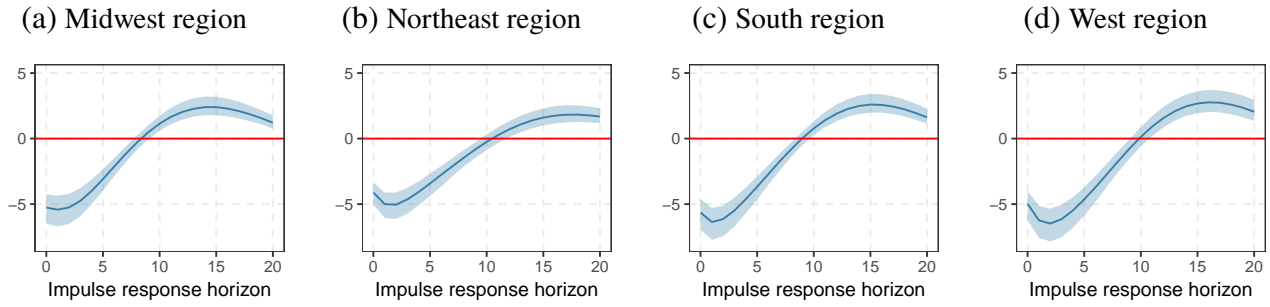 (a) Midwest region
(b) Northeast region
(c) South region
(d) West region
5
0
−5
0 5 10 15 20
Impulse response horizon
5
0
−5
0 5 10 15 20
Impulse response horizon
5
0
−5
0 5 10 15 20
Impulse response horizon
5
0
−5
0 5 10 15 20
Impulse response horizon